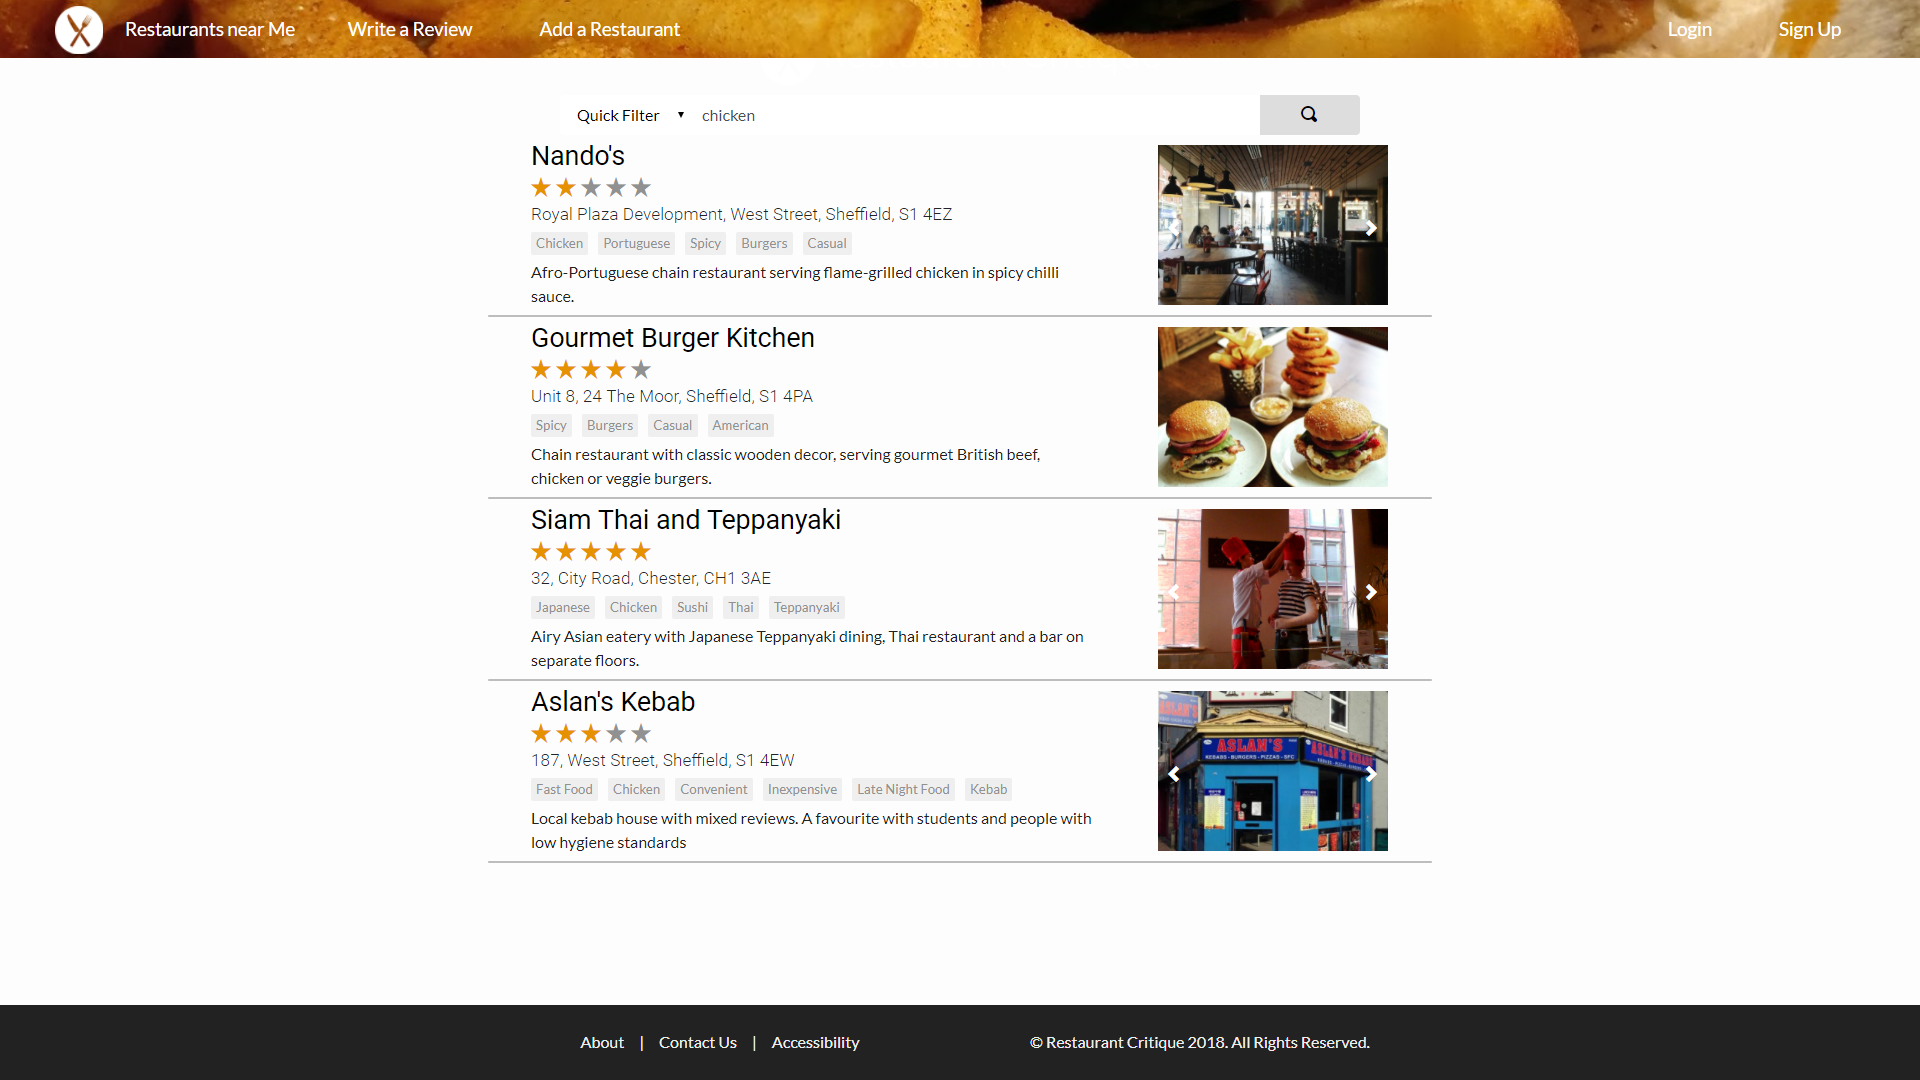 Restaurants near Me Write a Review Add a Restaurant Login Sign Up
Quick Filter ▾ chicken
Nando's
Royal Plaza Development, West Street, Sheffield, S1 4EZ
Chicken Portuguese Spicy Burgers Casual
Afro-Portuguese chain restaurant serving flame-grilled chicken in spicy chilli
sauce.
Gourmet Burger Kitchen
Unit 8, 24 The Moor, Sheffield, S1 4PA
Spicy Burgers Casual American
Chain restaurant with classic wooden decor, serving gourmet British beef,
chicken or veggie burgers.
Siam Thai and Teppanyaki
32, City Road, Chester, CH1 3AE
Japanese Chicken Sushi Thai Teppanyaki
Airy Asian eatery with Japanese Teppanyaki dining, Thai restaurant and a bar on
separate floors.
Aslan's Kebab
187, West Street, Sheffield, S1 4EW
Fast Food Chicken Convenient Inexpensive Late Night Food Kebab
Local kebab house with mixed reviews. A favourite with students and people with
low hygiene standards
ASLAN'S
ASLAN'S ASLAN'S KEBAB
KEBABS - BURGERS - PIZZAS - SFC
About | Contact Us | Accessibility © Restaurant Critique 2018. All Rights Reserved.